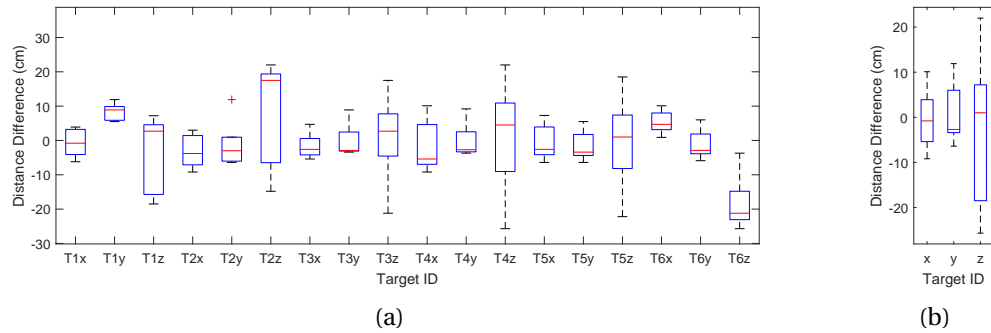 Distance Difference (cm)
30
20
10
0
-10
-20
-30
T1x T1y T1z T2x T2y T2z T3x T3y T3z T4x T4y T4z T5x T5y T5z T6x T6y T6z
Target ID
(a)
Distance Difference (cm)
20
10
0
-10
-20
x y z
Target ID
(b)